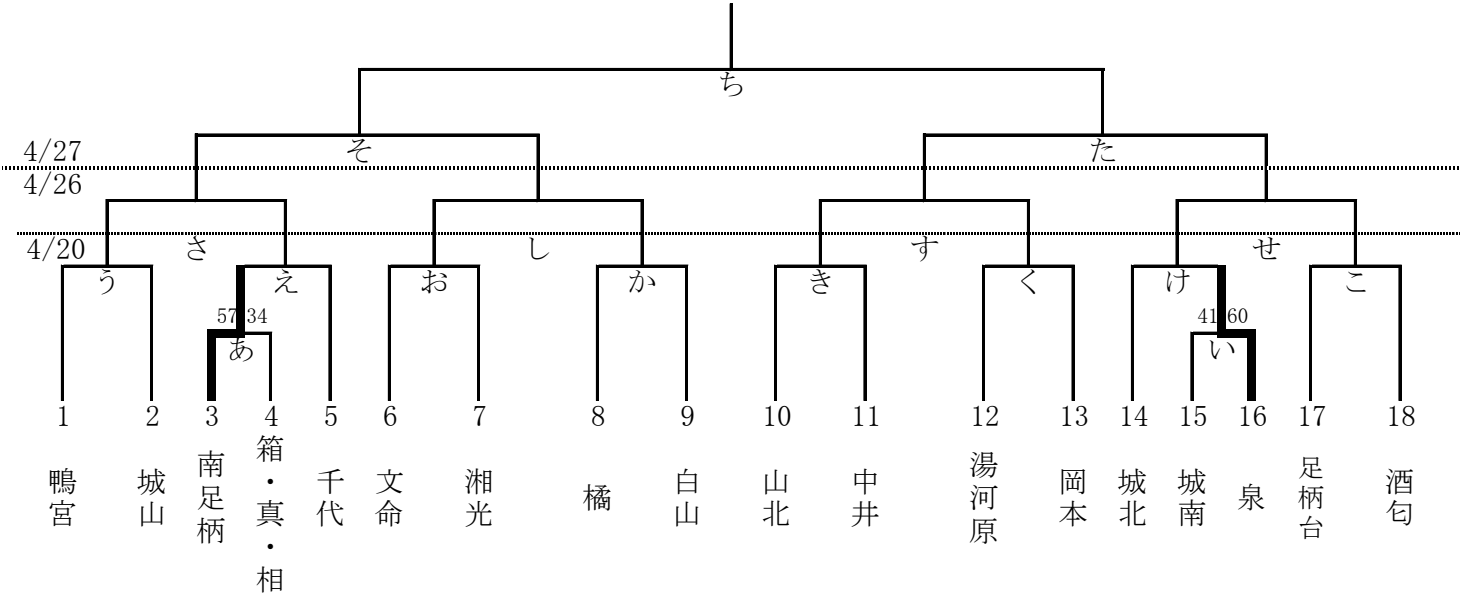 ち
そ
た
4/27
4/26
4/20
さ
し
す
せ
う
え
お
か
き
く
け
こ
57 34
41 60
あ
い
1 2 3 4 5 6 7 8 9 10 11 12 13 14 15 16 17 18
鴨宮
城山
南足柄
箱・真・相
千代
文命
湘光
橘
白山
山北
中井
湯河原
岡本
城北
城南
泉
足柄台
酒匂